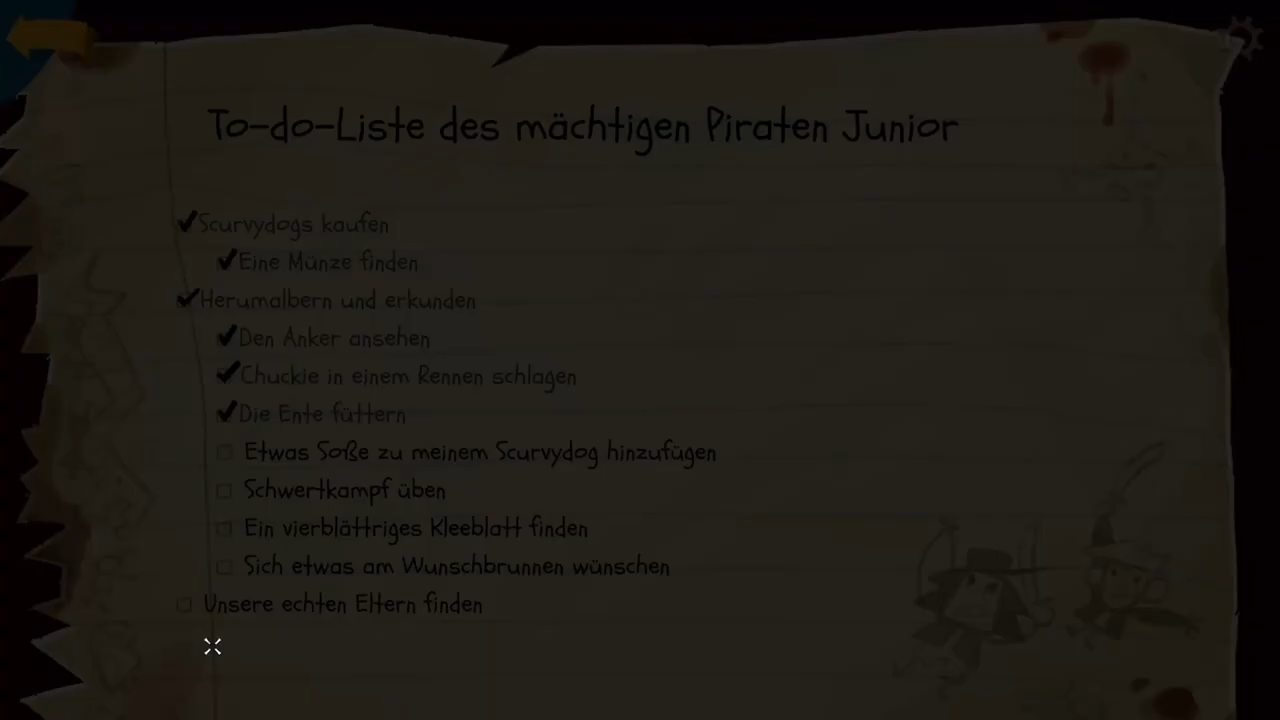 To-do-Liste des mächtigen Piraten Junior
Scurvydogs kaufen
Eine Münze finden
Herumalbern und erkunden
Den Anker ansehen
Chuckie in einem Rennen schlagen
Die Ente füttern
Etwas Soße zu meinem Scurvydog hinzufügen
Schwertkampf üben
Ein vierblättriges Kleeblatt finden
Sich etwas am Wunschbrunnen wünschen
Unsere echten Eltern finden